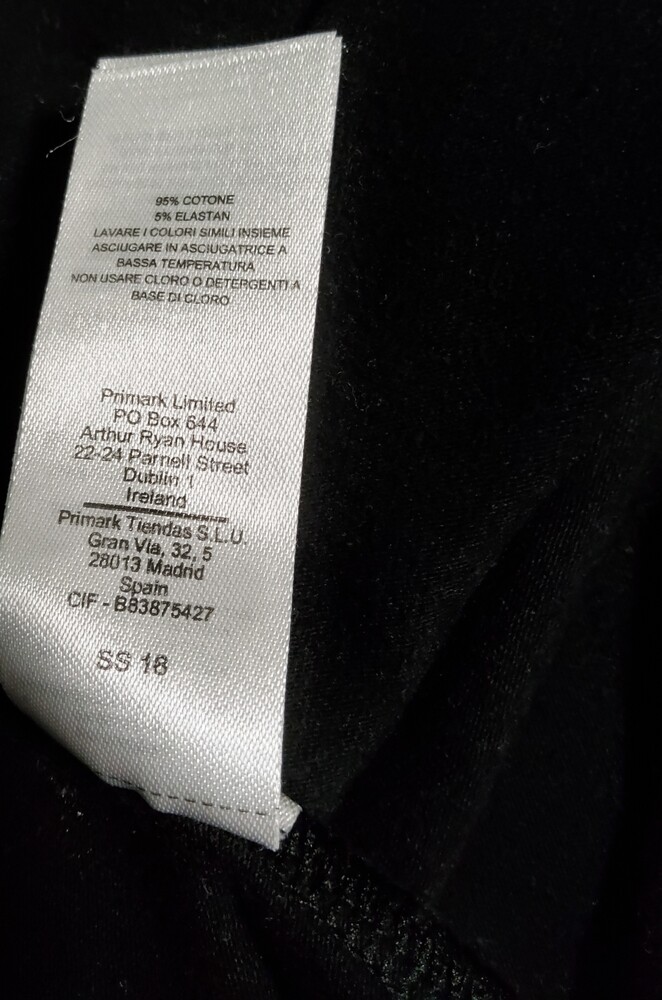 95% COTONE
5% ELASTAN
LAVARE I COLORI SIMILI INSIEME
ASCIUGARE IN ASCIUGATRICE A
BASSA TEMPERATURA
NON USARE CLORO O DETERGENTI A
BASE DI CLORO
Primark Limited
PO Box 644
Arthur Ryan House
22-24 Parnell Street
Dublin 1
Ireland
Primark Tiendas S.L.U.
Gran Via, 32, 5
28013 Madrid
Spain
CIF - B83875427
SS 18